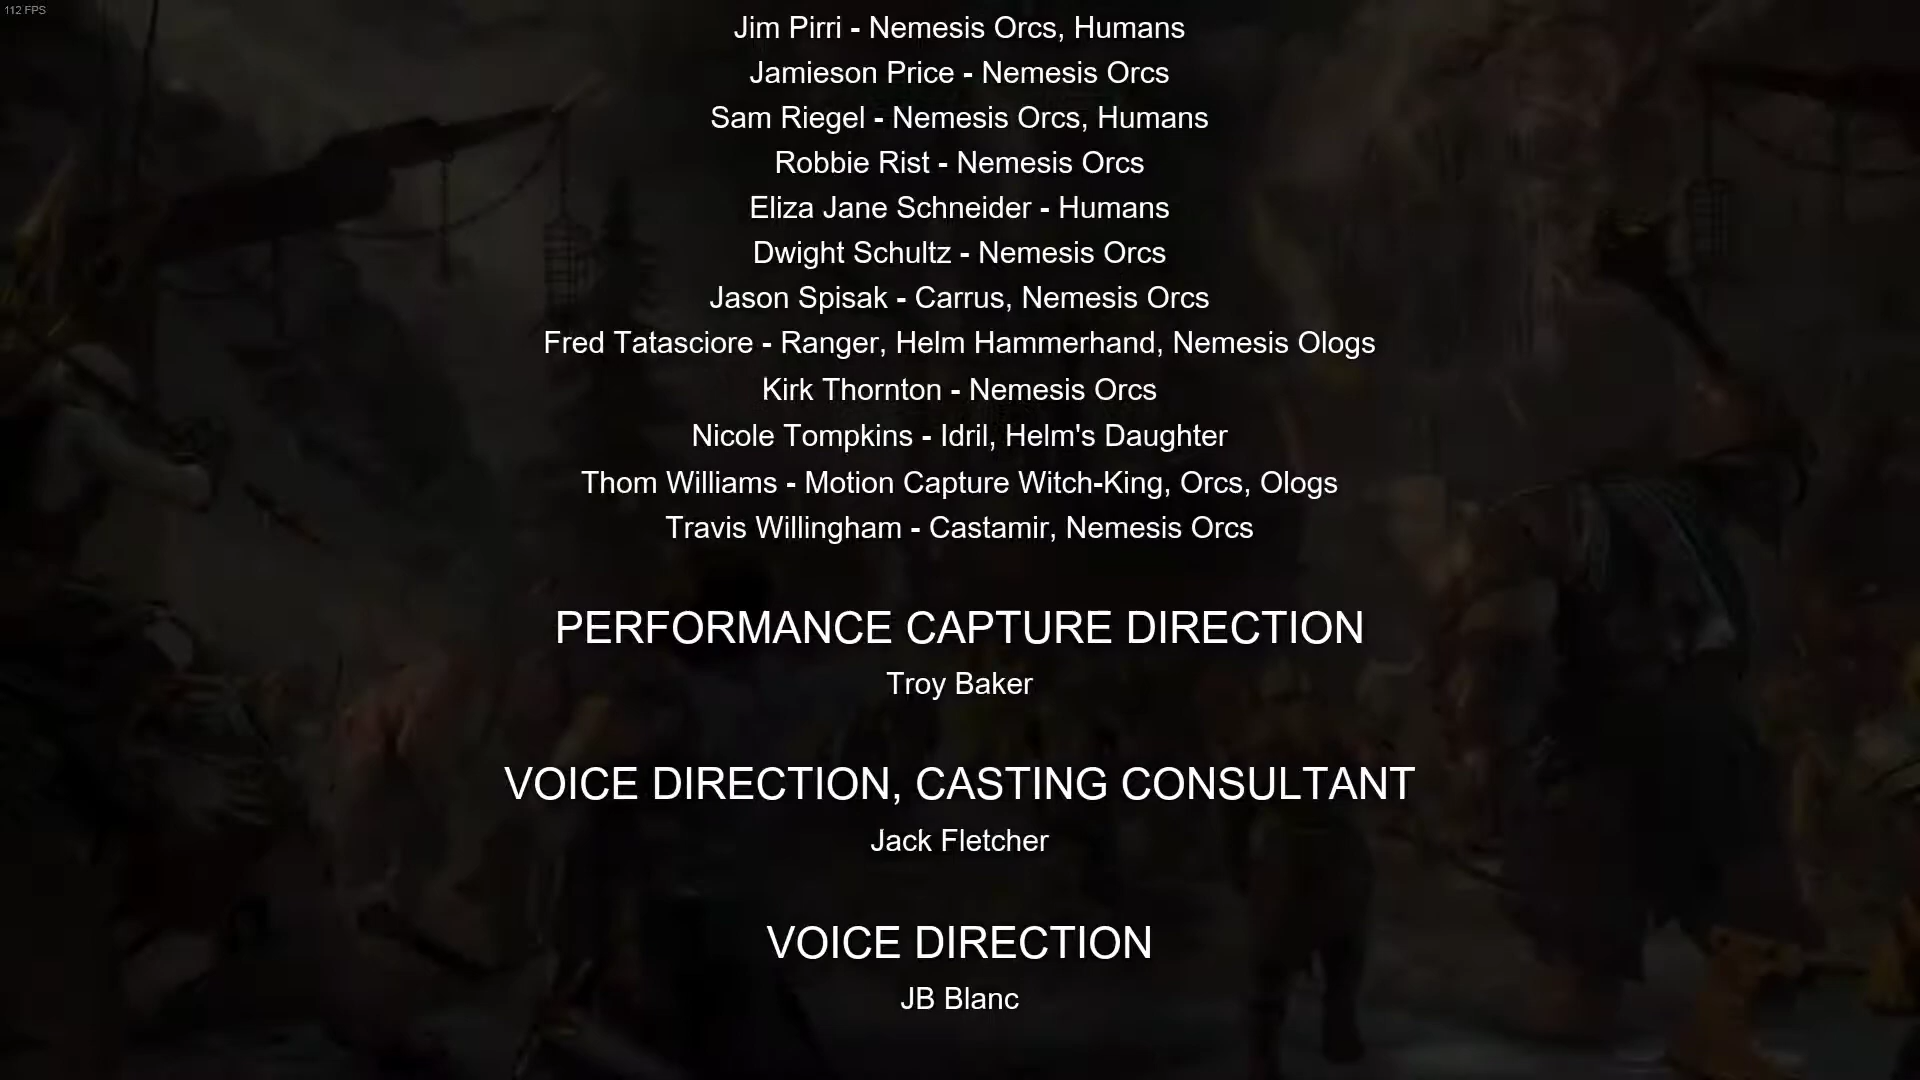 112 FPS
Jim Pirri - Nemesis Orcs, Humans
Jamieson Price - Nemesis Orcs
Sam Riegel - Nemesis Orcs, Humans
Robbie Rist - Nemesis Orcs
Eliza Jane Schneider - Humans
Dwight Schultz - Nemesis Orcs
Jason Spisak - Carrus, Nemesis Orcs
Fred Tatasciore - Ranger, Helm Hammerhand, Nemesis Ologs
Kirk Thornton - Nemesis Orcs
Nicole Tompkins - Idril, Helm's Daughter
Thom Williams - Motion Capture Witch-King, Orcs, Ologs
Travis Willingham - Castamir, Nemesis Orcs
PERFORMANCE CAPTURE DIRECTION
Troy Baker
VOICE DIRECTION, CASTING CONSULTANT
Jack Fletcher
VOICE DIRECTION
JB Blanc